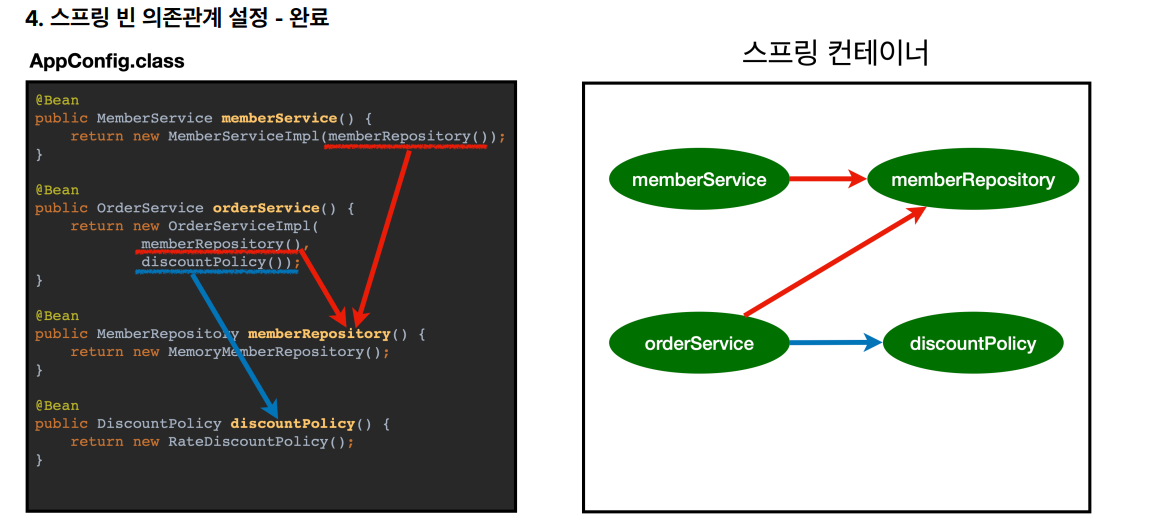 4. 스프링 빈 의존관계 설정 - 완료
AppConfig.class
@Bean
public MemberService memberService() {
    return new MemberServiceImpl(memberRepository());
}
@Bean
public OrderService orderService() {
    return new OrderServiceImpl(
            memberRepository(),
            discountPolicy());
}
@Bean
public MemberRepository memberRepository() {
    return new MemoryMemberRepository();
}
@Bean
public DiscountPolicy discountPolicy() {
    return new RateDiscountPolicy();
}
스프링 컨테이너
memberService
memberRepository
orderService
discountPolicy